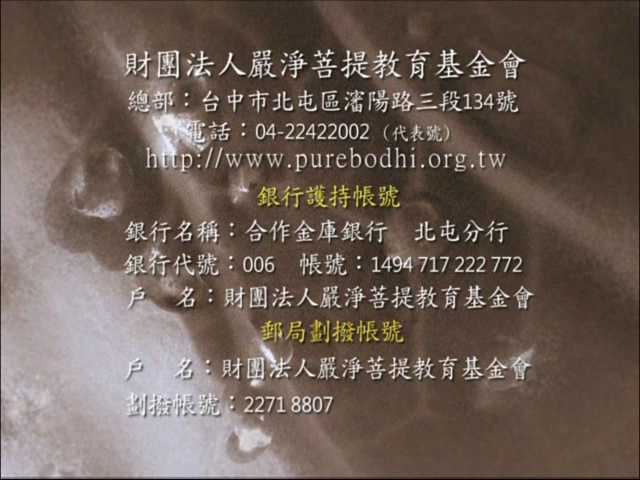 財團法人嚴淨菩提教育基金會
總部：台中市北屯區瀋陽路三段134號
電話：04-22422002（代表號）
http://www.purebodhi.org.tw
銀行護持帳號
銀行名稱：合作金庫銀行　北屯分行
銀行代號：006　帳號：1494 717 222 772
戶　名：財團法人嚴淨菩提教育基金會
郵局劃撥帳號
戶　名：財團法人嚴淨菩提教育基金會
劃撥帳號：2271 8807